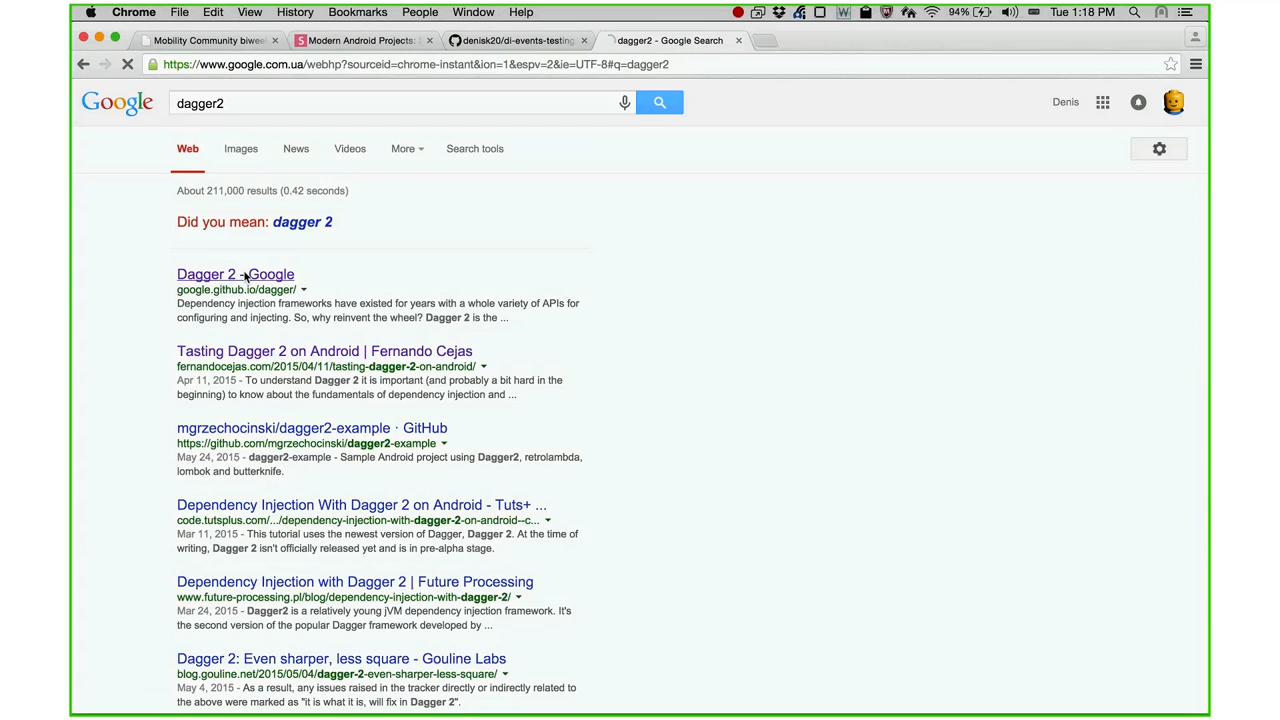 Chrome File Edit View History Bookmarks People Window Help 94% Tue 1:18 PM
Mobility Community biwee Modern Android Projects: denisk20/di-events-testing dagger2 - Google Search
https://www.google.com.ua/webhp?sourceid=chrome-instant&ion=1&espv=2&ie=UTF-8#q=dagger2
Google dagger2 Denis
Web Images News Videos More Search tools
About 211,000 results (0.42 seconds)
Did you mean: dagger 2
Dagger 2 - Google
google.github.io/dagger/
Dependency injection frameworks have existed for years with a whole variety of APIs for
configuring and injecting. So, why reinvent the wheel? Dagger 2 is the ...
Tasting Dagger 2 on Android | Fernando Cejas
fernandocejas.com/2015/04/11/tasting-dagger-2-on-android/
Apr 11, 2015 - To understand Dagger 2 it is important (and probably a bit hard in the
beginning) to know about the fundamentals of dependency injection and ...
mgrzechocinski/dagger2-example · GitHub
https://github.com/mgrzechocinski/dagger2-example
May 24, 2015 - dagger2-example - Sample Android project using Dagger2, retrolambda,
lombok and butterknife.
Dependency Injection With Dagger 2 on Android - Tuts+ ...
code.tutsplus.com/.../dependency-injection-with-dagger-2-on-android--c...
Mar 11, 2015 - This tutorial uses the newest version of Dagger, Dagger 2. At the time of
writing, Dagger 2 isn't officially released yet and is in pre-alpha stage.
Dependency Injection with Dagger 2 | Future Processing
www.future-processing.pl/blog/dependency-injection-with-dagger-2/
Mar 24, 2015 - Dagger2 is a relatively young jVM dependency injection framework. It's
the second version of the popular Dagger framework developed by ...
Dagger 2: Even sharper, less square - Gouline Labs
blog.gouline.net/2015/05/04/dagger-2-even-sharper-less-square/
May 4, 2015 - As a result, any issues raised in the tracker directly or indirectly related to
the above were marked as "it is what it is, will fix in Dagger 2".